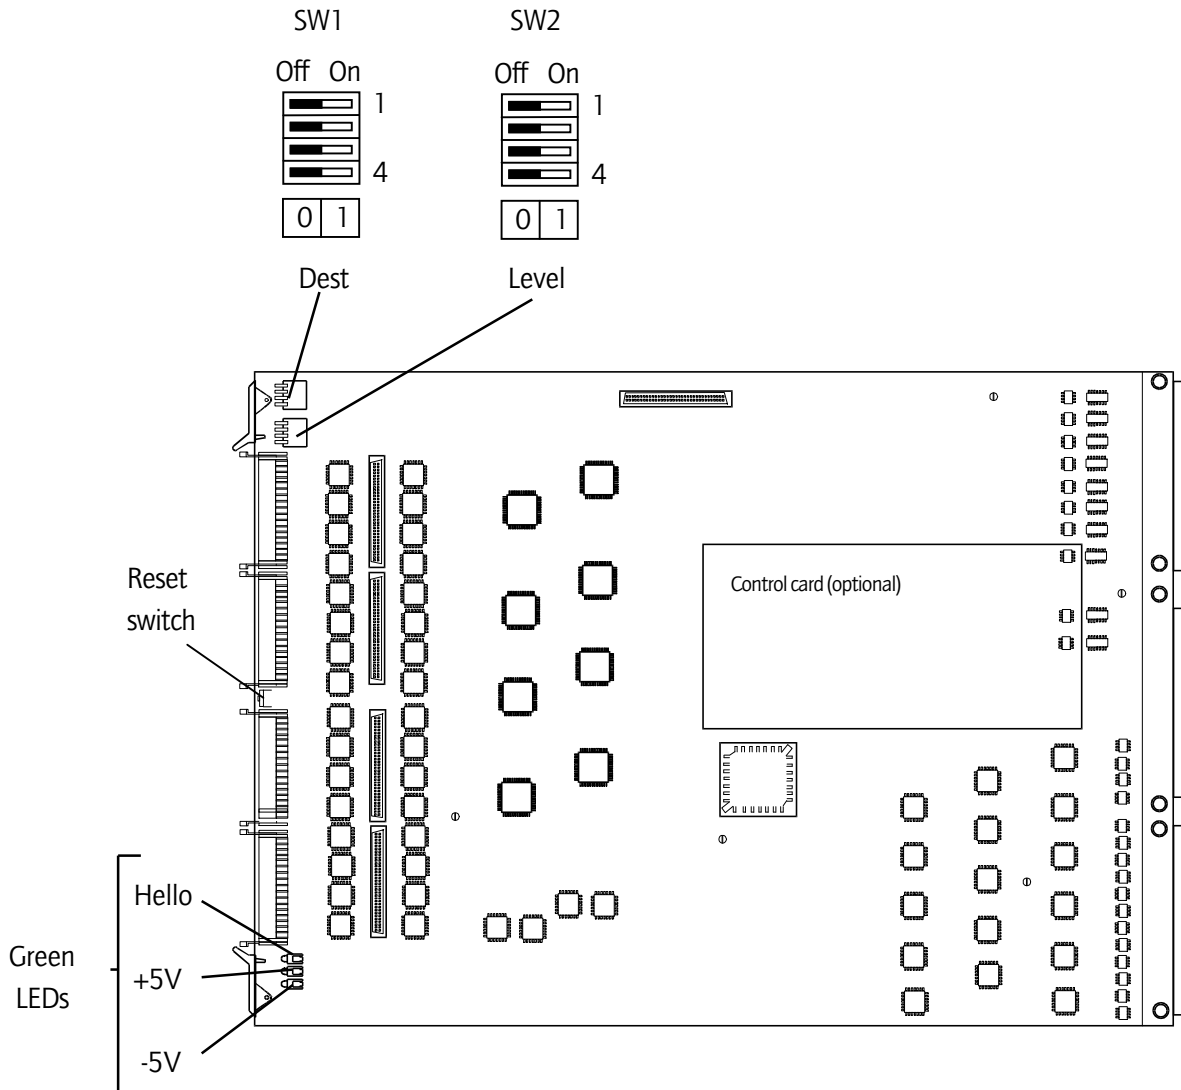 SW1 SW2
Off On Off On
1 1
4 4
0 1 0 1
Dest Level
Reset
switch
Control card (optional)
Hello
Green
LEDs
+5V
-5V